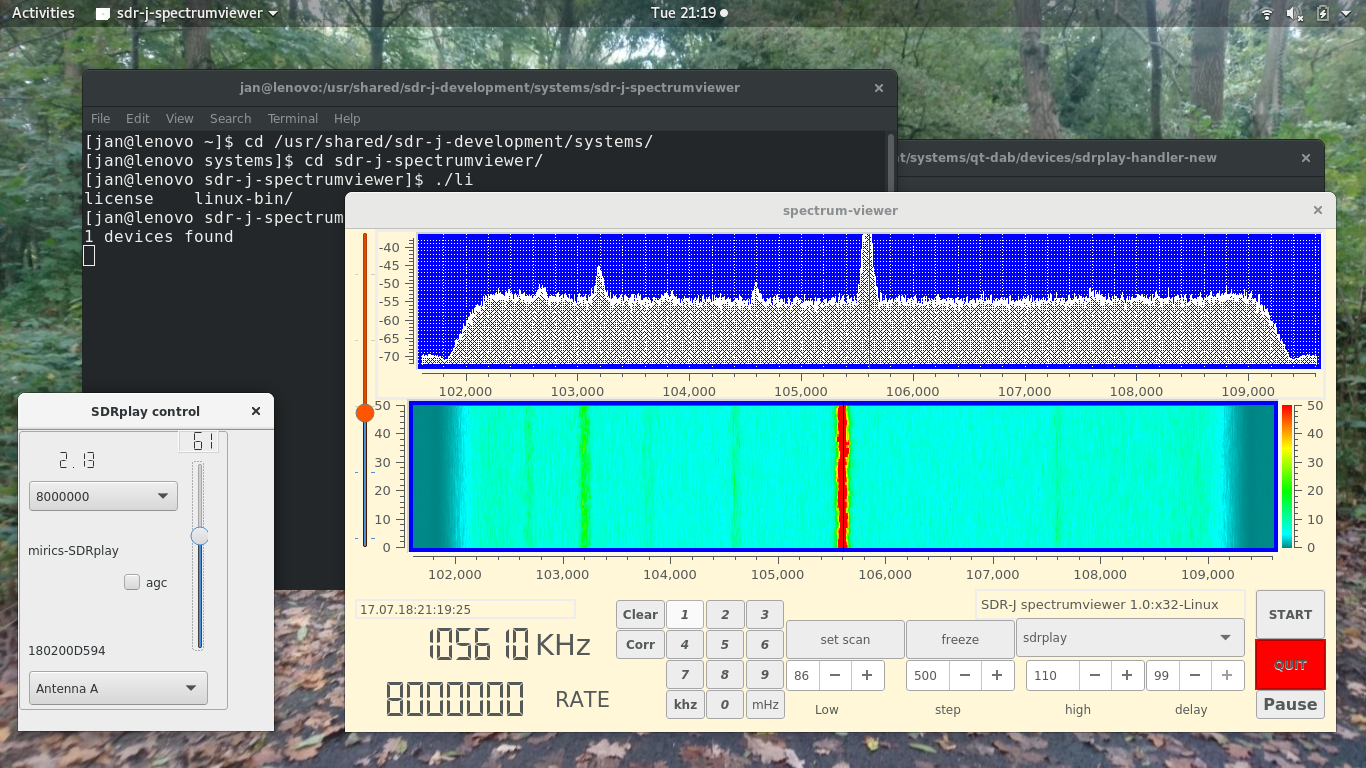 Activities
sdr-j-spectrumviewer
Tue 21:19
jan@lenovo:/usr/shared/sdr-j-development/systems/sdr-j-spectrumviewer
File Edit View Search Terminal Help
[jan@lenovo ~]$ cd /usr/shared/sdr-j-development/systems/
[jan@lenovo systems]$ cd sdr-j-spectrumviewer/
[jan@lenovo sdr-j-spectrumviewer]$ ./li
license linux-bin/
[jan@lenovo sdr-j-spectrum
1 devices found
t/systems/qt-dab/devices/sdrplay-handler-new
spectrum-viewer
-40
-45
-50
-55
-60
-65
-70
102,000 103,000 104,000 105,000 106,000 107,000 108,000 109,000
50 50
40 40
30 30
20 20
10 10
0 0
102,000 103,000 104,000 105,000 106,000 107,000 108,000 109,000
17.07.18:21:19:25
105610 KHz
8000000 RATE
Clear 1 2 3
Corr 4 5 6
7 8 9
khz 0 mHz
SDR-J spectrumviewer 1.0:x32-Linux
set scan freeze sdrplay
86 − + 500 − + 110 − + 99 − +
Low step high delay
START
QUIT
Pause
SDRplay control
61
2.13
8000000
mirics-SDRplay
agc
180200D594
Antenna A